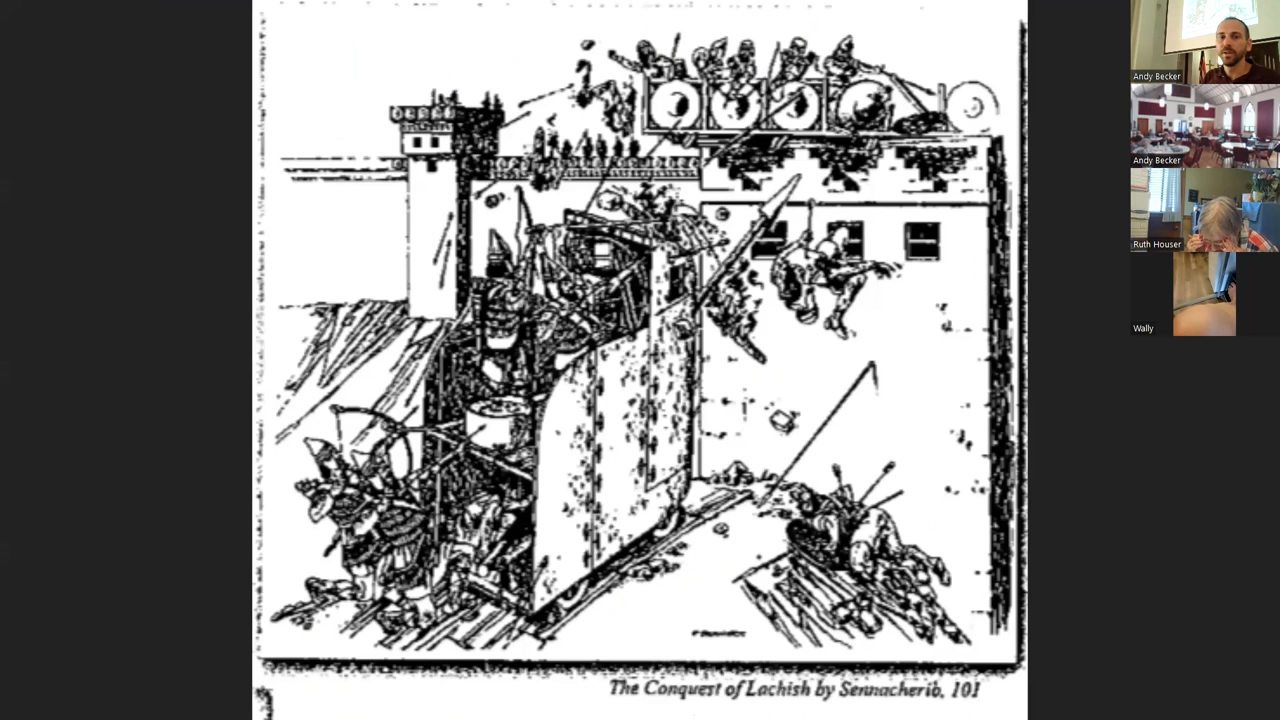 Andy Becker
Andy Becker
Ruth Houser
Wally
The Conquest of Lachish by Sennacherib, 101